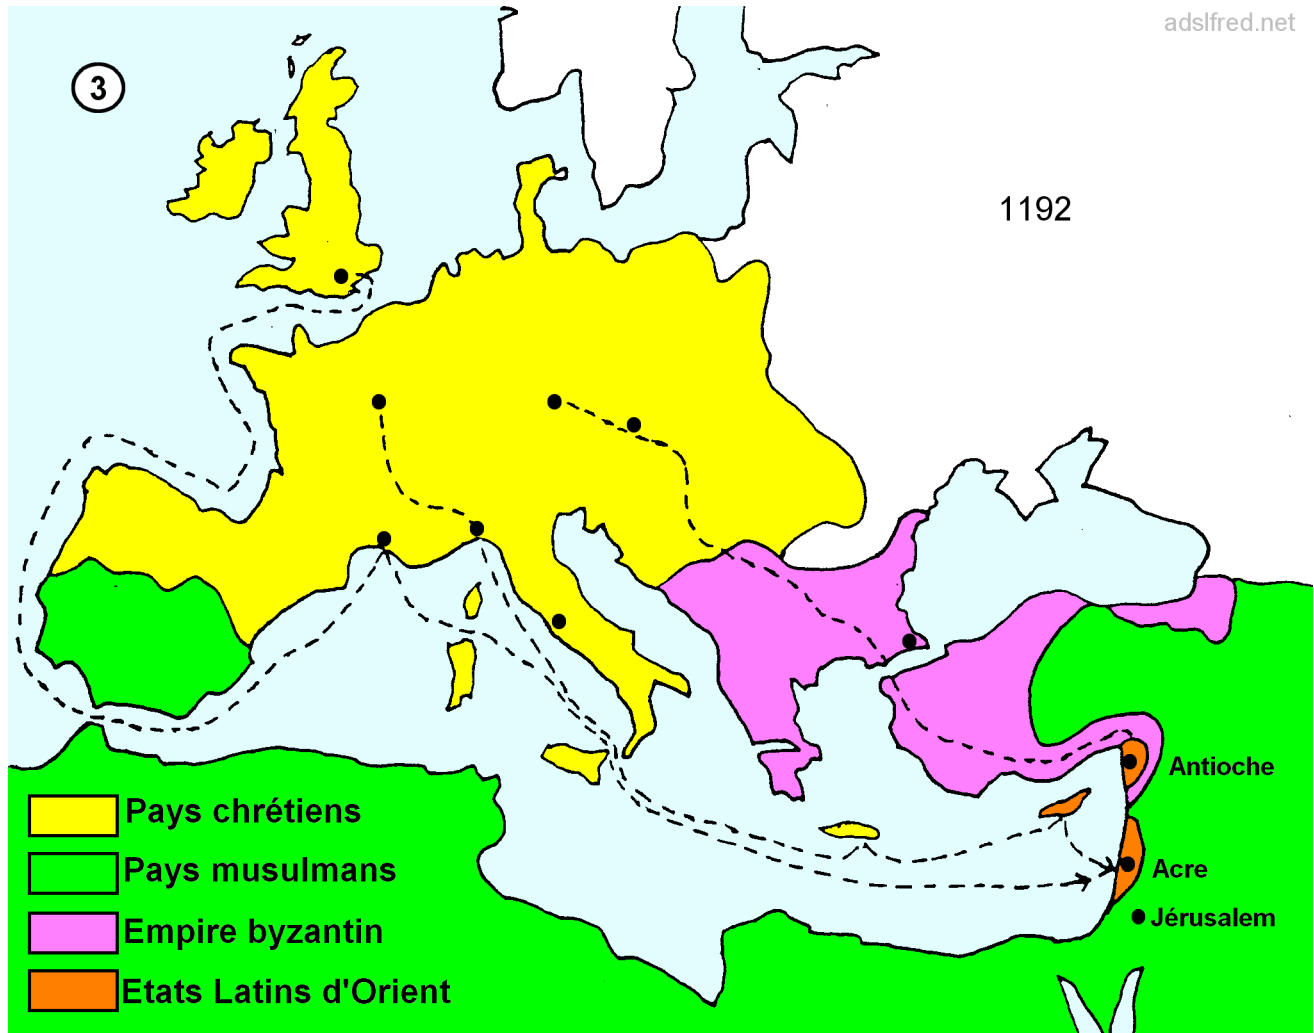 adslfred.net
3
1192
Antioche
Acre
Jérusalem
Pays chrétiens
Pays musulmans
Empire byzantin
Etats Latins d'Orient